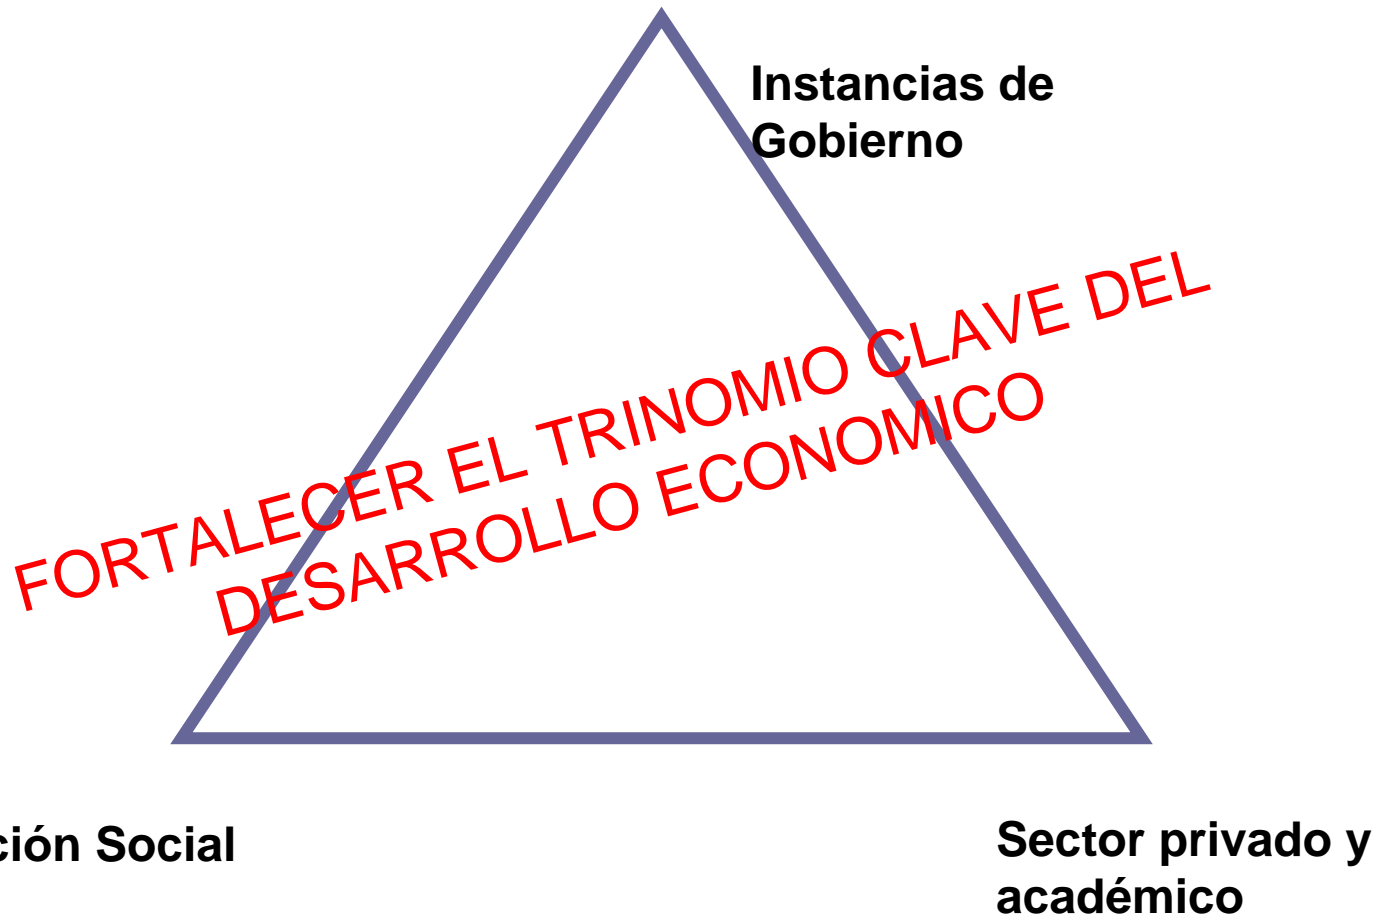 Instancias de
Gobierno
FORTALECER EL TRINOMIO CLAVE DEL
DESARROLLO ECONOMICO
ción Social
Sector privado y
académico